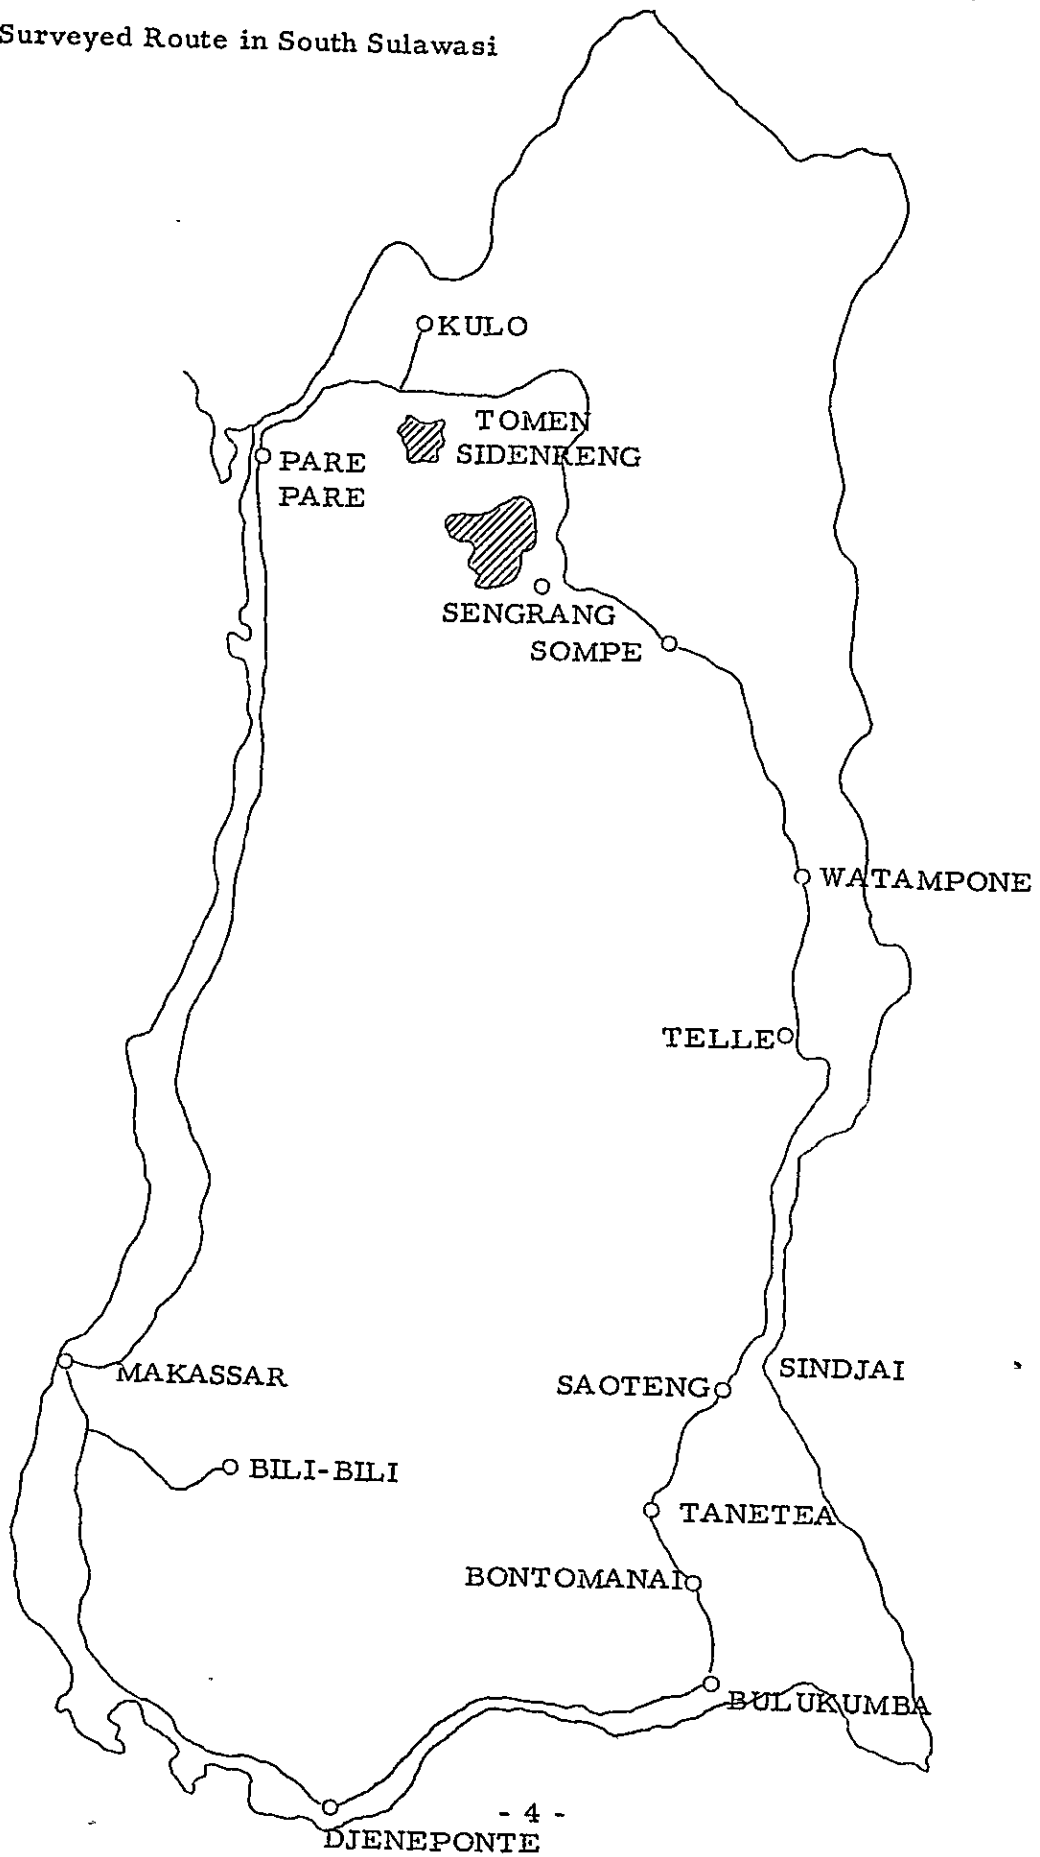 Surveyed Route in South Sulawasi
KULO
TOMEN
SIDENRENG
PARE
PARE
SENGRANG
SOMPE
WATAMPONE
TELLE
MAKASSAR
SINDJAI
SAOTENG
BILI-BILI
TANETEA
BONTOMANAI
BULUKUMBA
- 4 -
DJENEPONTE